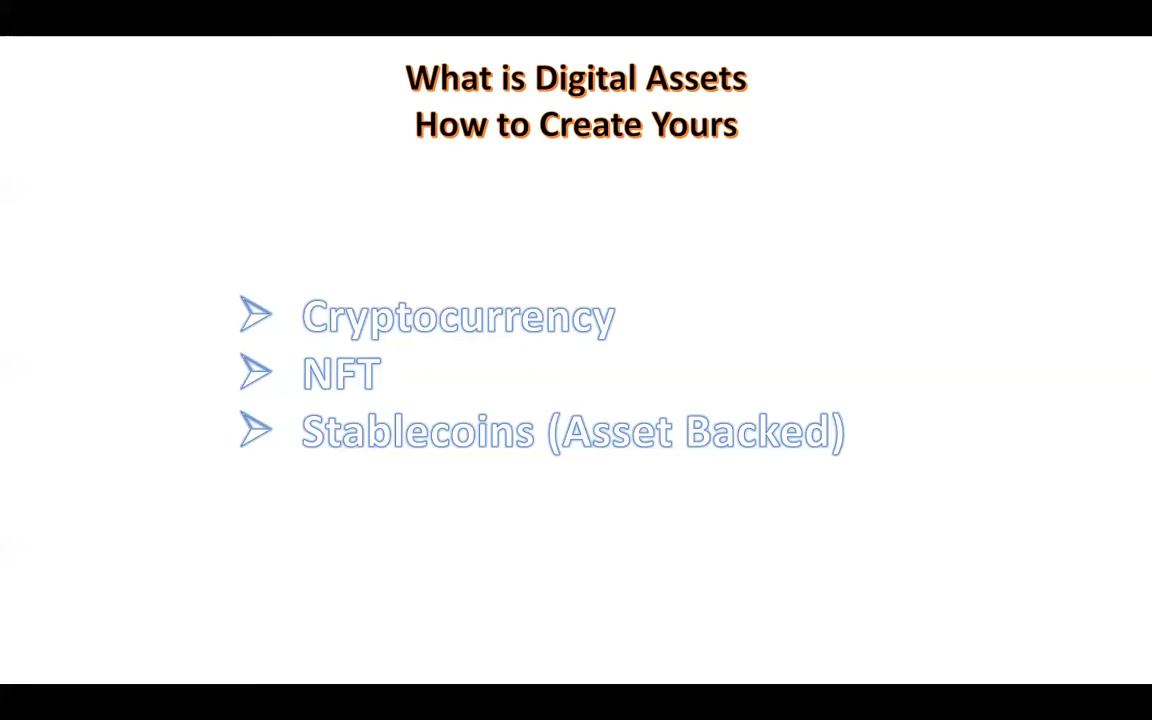 What is Digital Assets
How to Create Yours
Cryptocurrency
NFT
Stablecoins (Asset Backed)